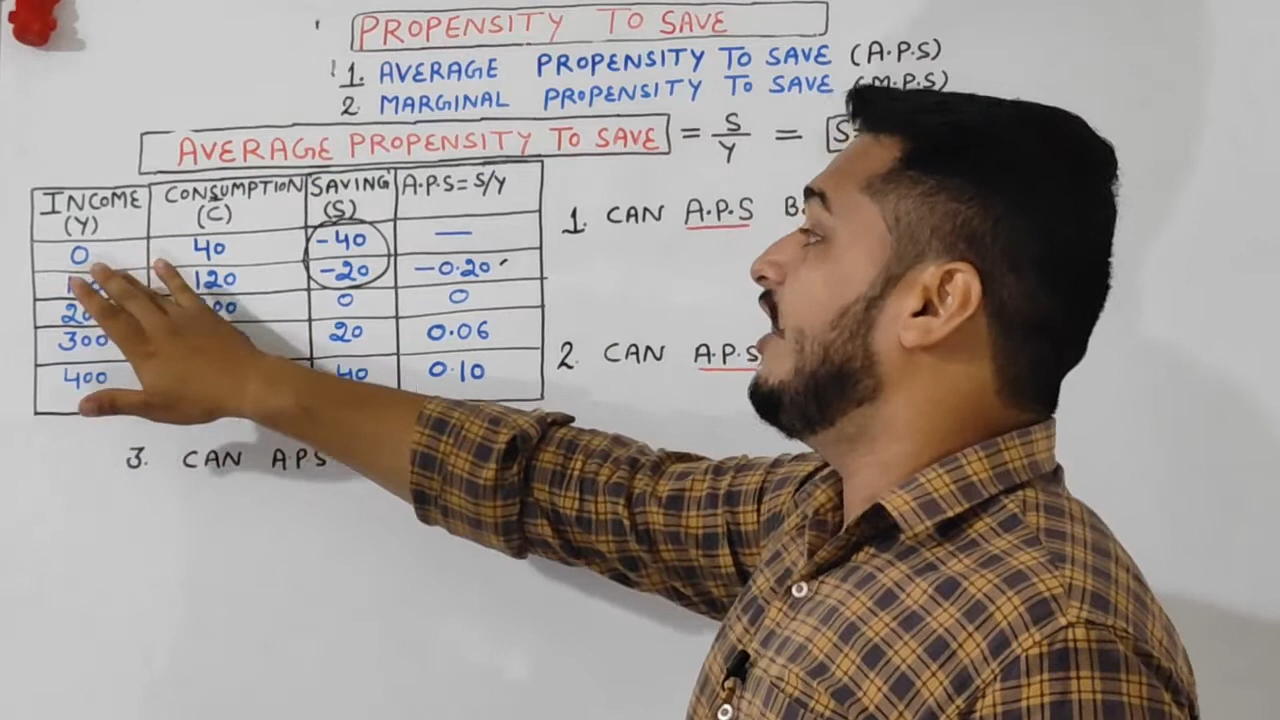 PROPENSITY TO SAVE
1. AVERAGE PROPENSITY TO SAVE (A.P.S)
2. MARGINAL PROPENSITY TO SAVE (M.P.S)
AVERAGE PROPENSITY TO SAVE = S/Y = S=
INCOME (Y) CONSUMPTION (C) SAVING (S) A.P.S = S/Y
0 40 -40 —
120 -20 -0.20
0 0
300 20 0.06
400 40 0.10
1. CAN A.P.S
2. CAN A.P.S
3. CAN APS